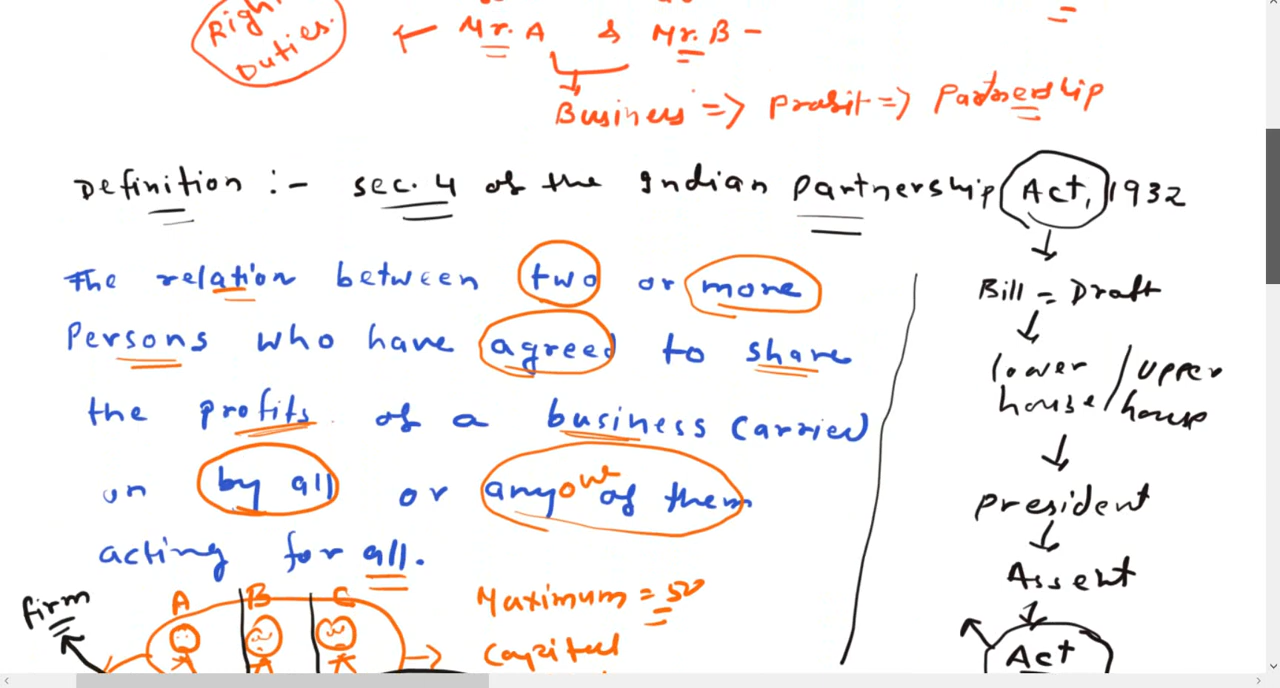 Rig
Duties.
Mr. A & Mr. B -
Business => Profit => Partnership
Definition :- sec. 4 of the Indian Partnership Act, 1932
The relation between two or more
Persons who have agreed to share
the profits of a business carried
on by all or anyone of them
acting for all.
Bill = Draft
lower / upper
house / house
President
Assent
Act
firm
A B C
Maximum = 50
Capital